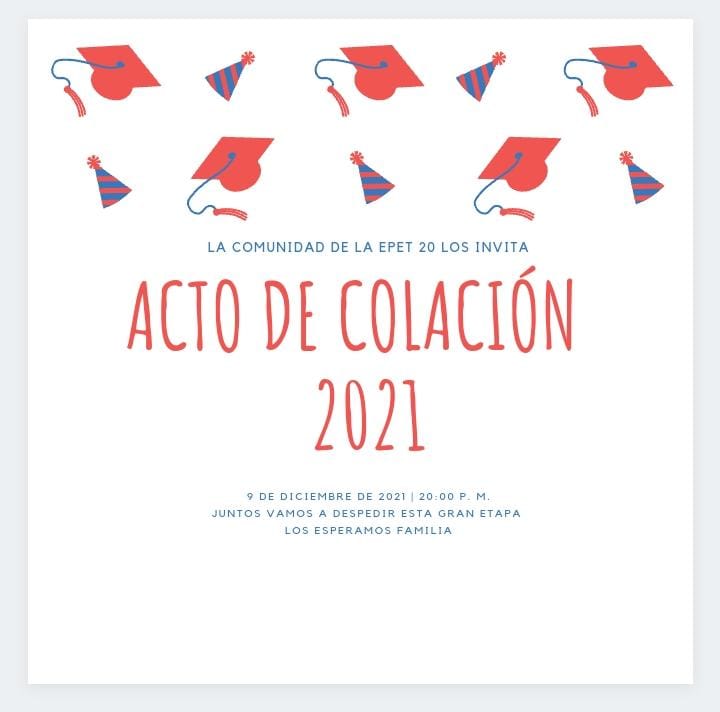 LA COMUNIDAD DE LA EPET 20 LOS INVITA
ACTO DE COLACIÓN
2021
9 DE DICIEMBRE DE 2021 | 20:00 P. M.
JUNTOS VAMOS A DESPEDIR ESTA GRAN ETAPA
LOS ESPERAMOS FAMILIA